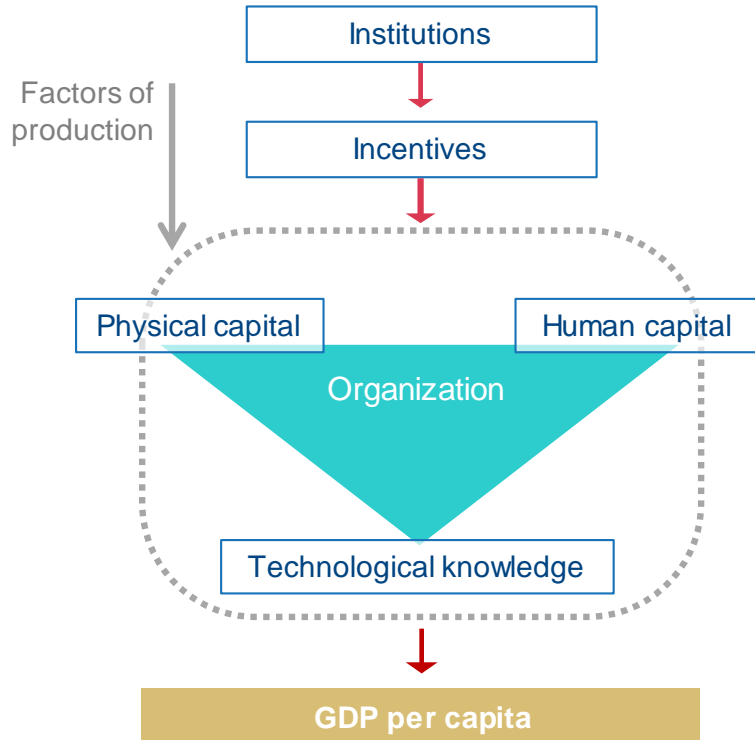 Institutions
Factors of
production
Incentives
Physical capital
Human capital
Organization
Technological knowledge
GDP per capita